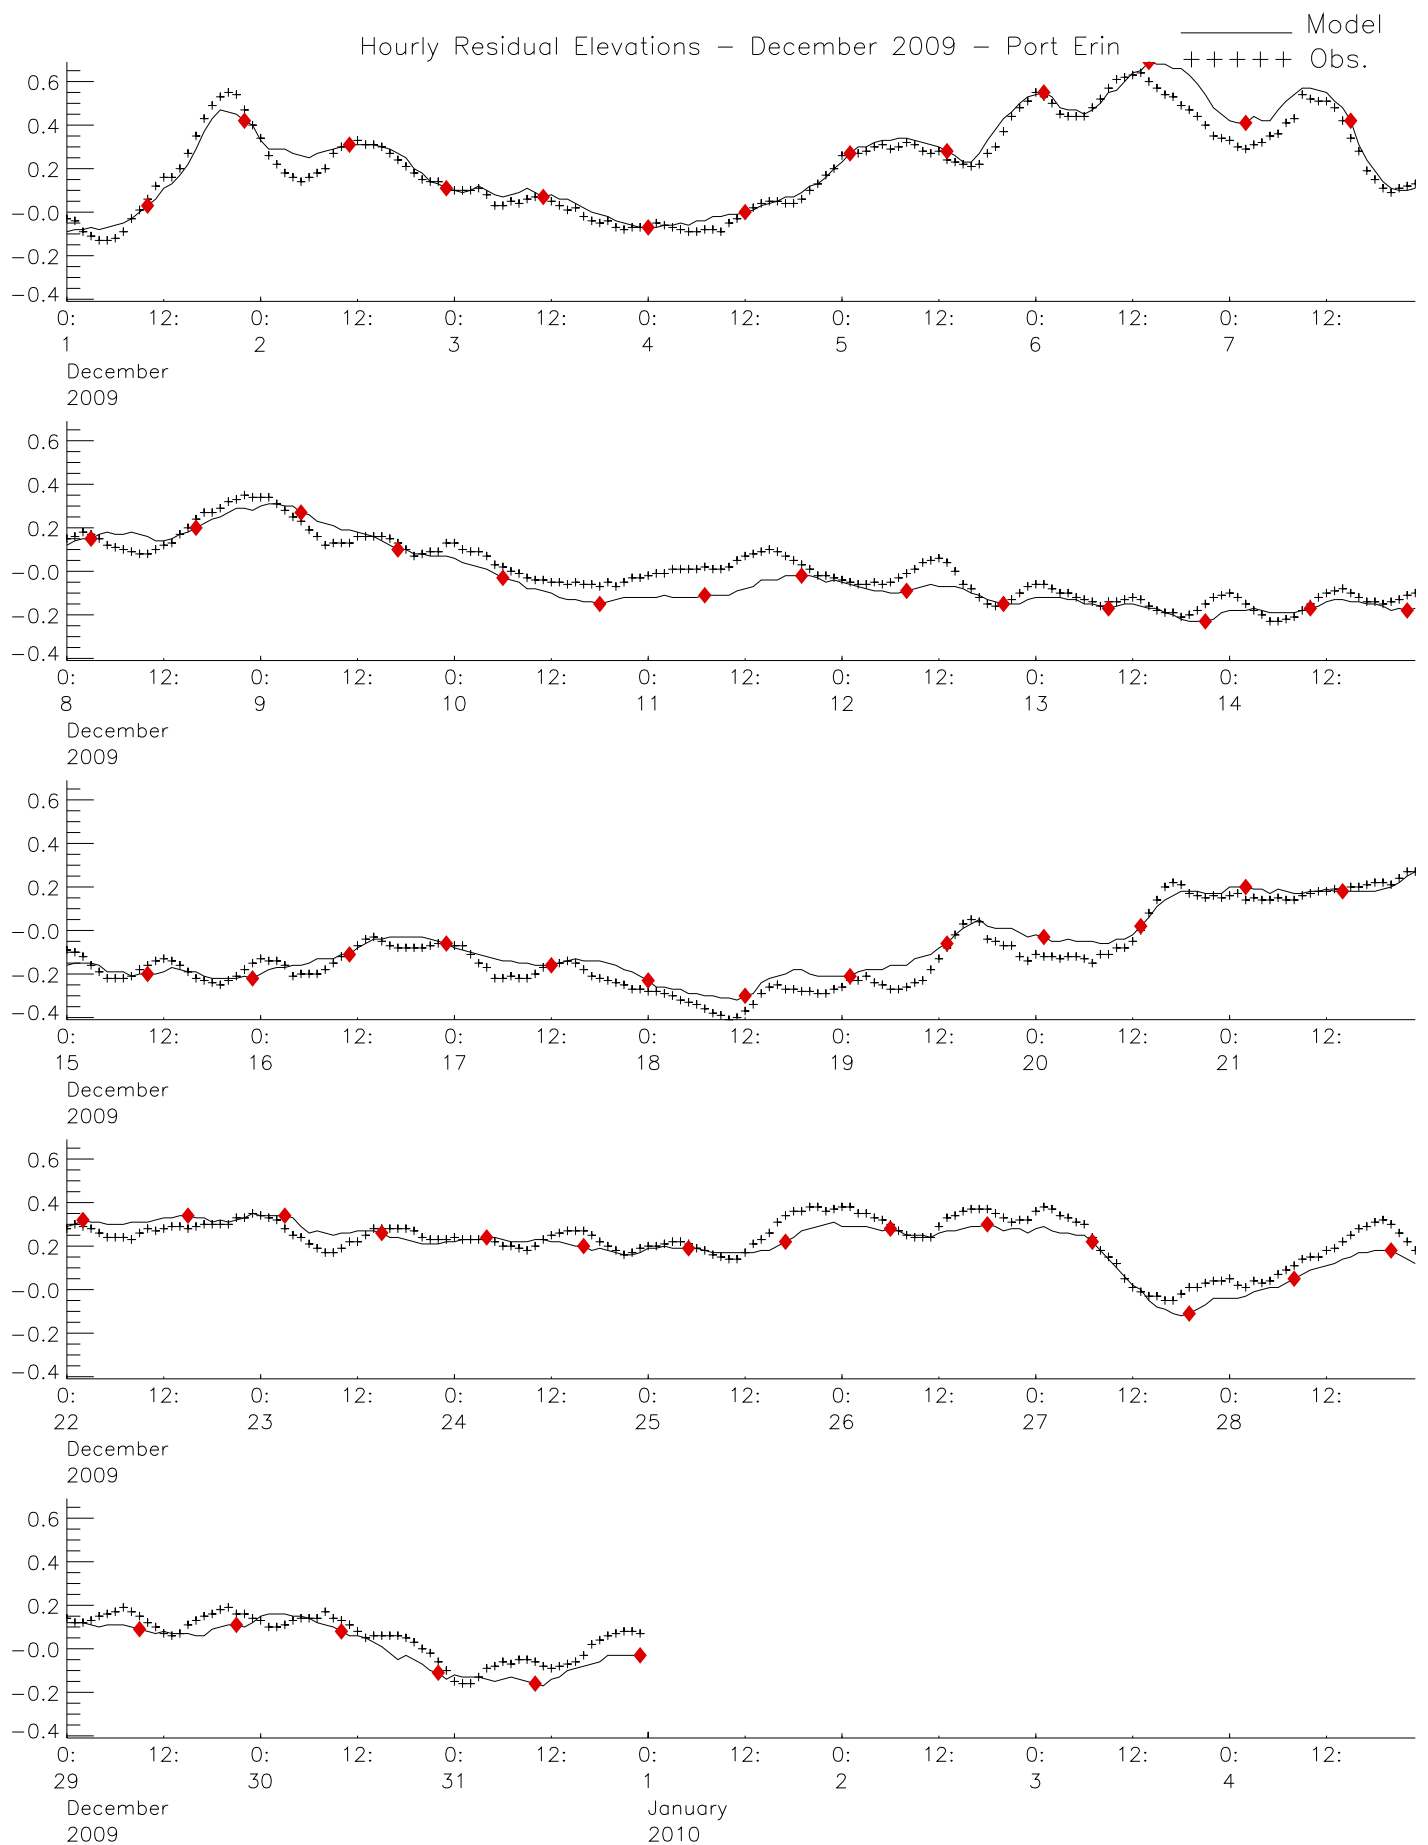 Hourly Residual Elevations – December 2009 – Port Erin
Model
+++++ Obs.
0.6
0.4
0.2
−0.0
−0.2
−0.4
0: 12: 0: 12: 0: 12: 0: 12: 0: 12: 0: 12: 0: 12:
1 2 3 4 5 6 7
December
2009
0.6
0.4
0.2
−0.0
−0.2
−0.4
0: 12: 0: 12: 0: 12: 0: 12: 0: 12: 0: 12: 0: 12:
8 9 10 11 12 13 14
December
2009
0.6
0.4
0.2
−0.0
−0.2
−0.4
0: 12: 0: 12: 0: 12: 0: 12: 0: 12: 0: 12: 0: 12:
15 16 17 18 19 20 21
December
2009
0.6
0.4
0.2
−0.0
−0.2
−0.4
0: 12: 0: 12: 0: 12: 0: 12: 0: 12: 0: 12: 0: 12:
22 23 24 25 26 27 28
December
2009
0.6
0.4
0.2
−0.0
−0.2
−0.4
0: 12: 0: 12: 0: 12: 0: 12: 0: 12: 0: 12: 0: 12:
29 30 31 1 2 3 4
December January
2009 2010